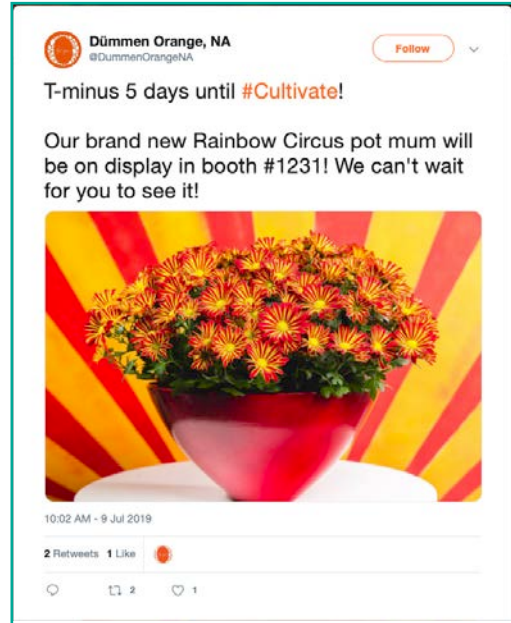 Dümmen Orange, NA
@DummenOrangeNA
Follow
T-minus 5 days until #Cultivate!
Our brand new Rainbow Circus pot mum will
be on display in booth #1231! We can't wait
for you to see it!
10:02 AM - 9 Jul 2019
2 Retweets 1 Like
2
1